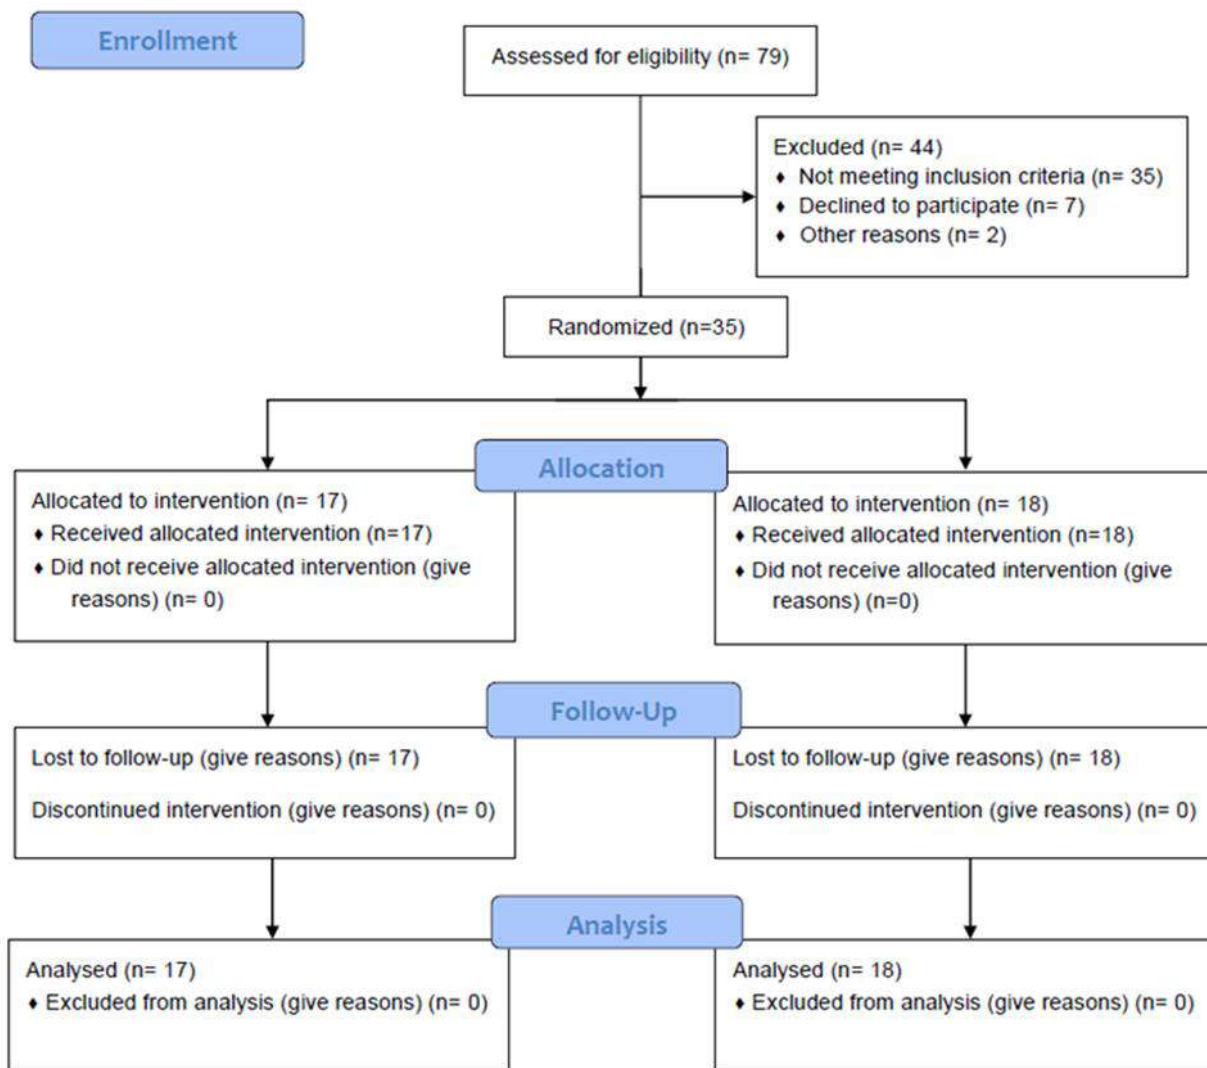 Enrollment
Assessed for eligibility (n= 79)
Excluded (n= 44)
♦ Not meeting inclusion criteria (n= 35)
♦ Declined to participate (n= 7)
♦ Other reasons (n= 2)
Randomized (n=35)
Allocation
Allocated to intervention (n= 17)
♦ Received allocated intervention (n=17)
♦ Did not receive allocated intervention (give
reasons) (n= 0)
Allocated to intervention (n= 18)
♦ Received allocated intervention (n=18)
♦ Did not receive allocated intervention (give
reasons) (n=0)
Follow-Up
Lost to follow-up (give reasons) (n= 17)
Discontinued intervention (give reasons) (n= 0)
Lost to follow-up (give reasons) (n= 18)
Discontinued intervention (give reasons) (n= 0)
Analysis
Analysed (n= 17)
♦ Excluded from analysis (give reasons) (n= 0)
Analysed (n= 18)
♦ Excluded from analysis (give reasons) (n= 0)